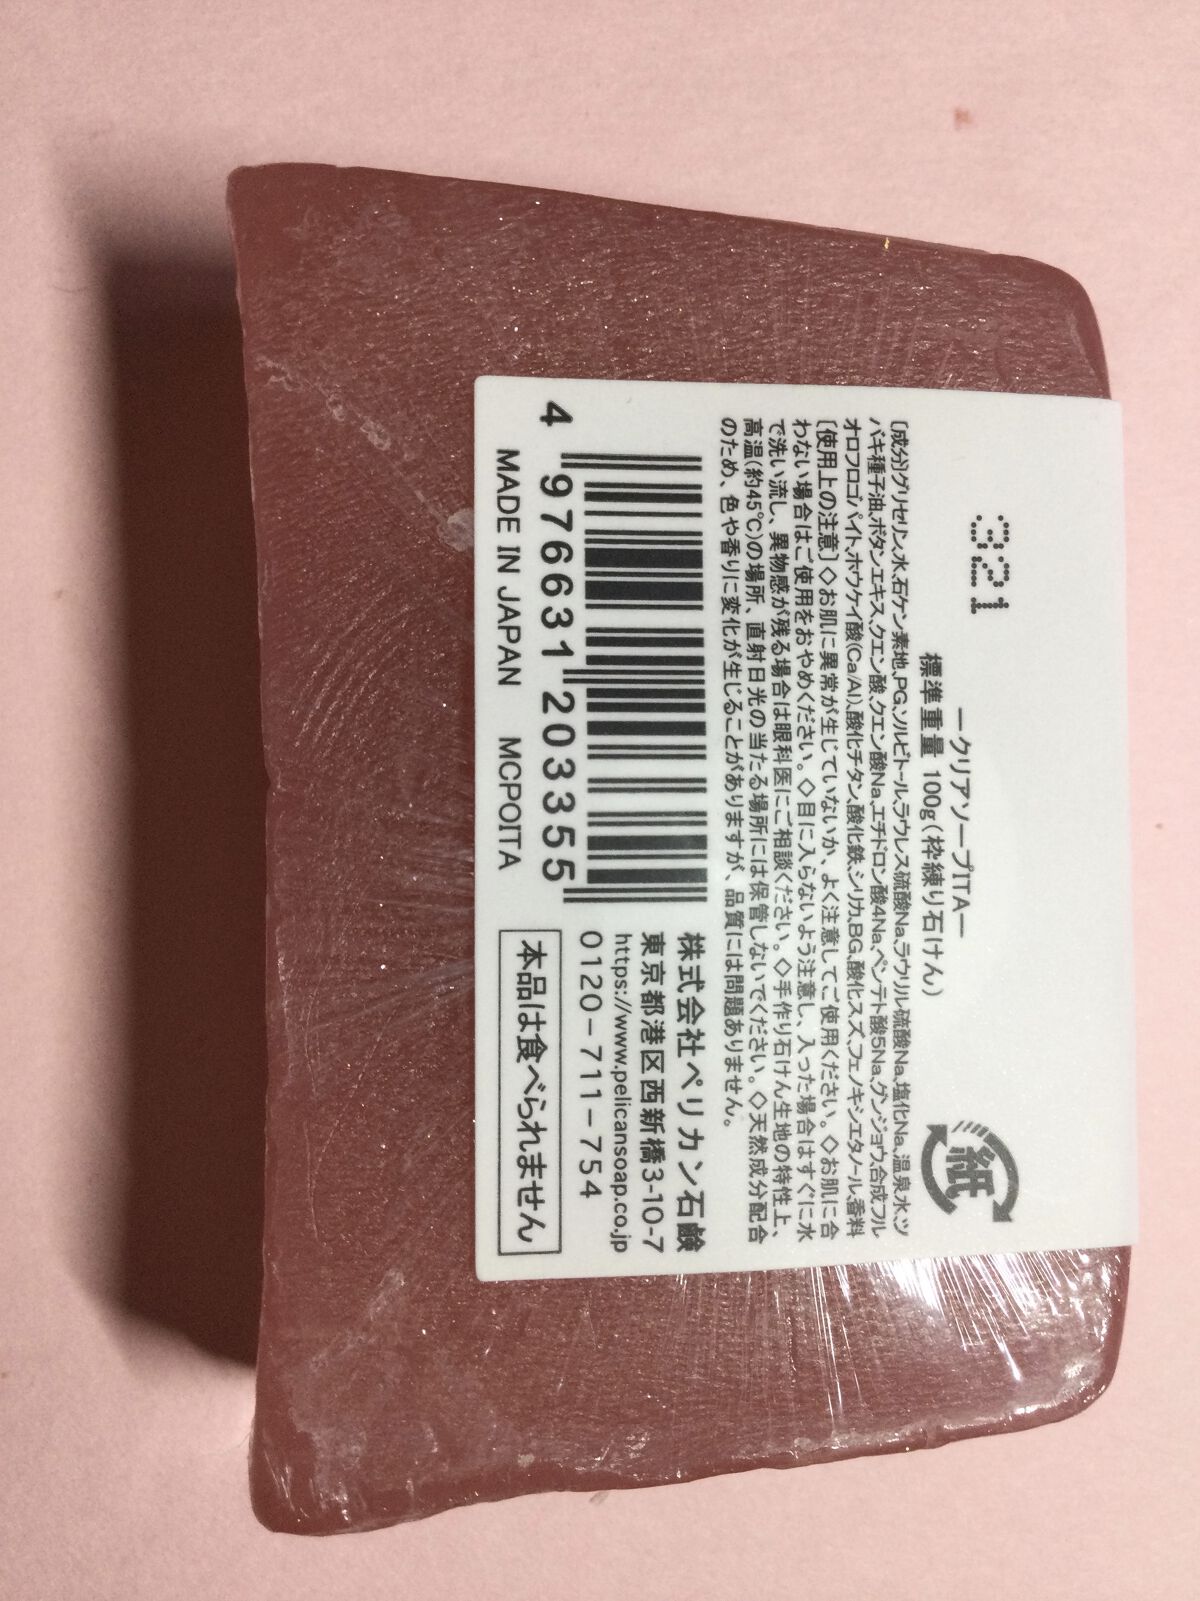 321
ークリアソープITAー
標準重量 100g(枠練り石けん)
紙
[成分]グリセリン、水、石ケン素地、PG、ソルビトール、ラウレス硫酸Na、ラウリル硫酸Na、塩化Na、温泉水、ツ
バキ種子油、ボタンエキス、クエン酸、クエン酸Na、エチドロン酸4Na、ペンテト酸5Na、ゲンジョウ、合成フル
オロフロゴパイト、ホウケイ酸(Ca/Al)、酸化チタン、酸化鉄、シリカ、BG、酸化スズ、フェノキシエタノール、香料
[使用上の注意]◇お肌に異常が生じていないか、よく注意してご使用ください。◇お肌に合
わない場合はご使用をおやめください。◇目に入らないよう注意し、入った場合はすぐに水
で洗い流し、異物感が残る場合は眼科医にご相談ください。◇手作り石けん生地の特性上、
高温(約45℃)の場所、直射日光の当たる場所には保管しないでください。◇天然成分配合
のため、色や香りに変化が生じることがありますが、品質には問題ありません。
4 976631 203355
MADE IN JAPAN MCPOITA
株式会社ペリカン石鹸
東京都港区西新橋3-10-7
https://www.pelicansoap.co.jp
0120-711-754
本品は食べられません